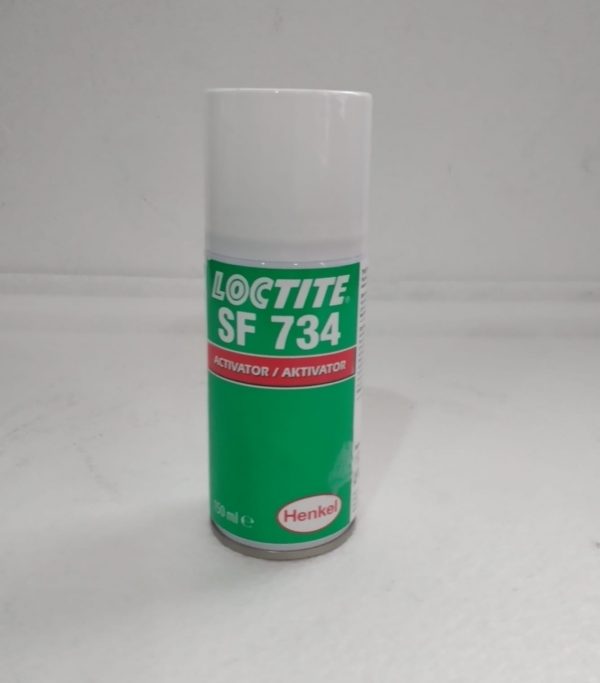 LOCTITE®
SF 734
ACTIVATOR / AKTIVATOR
150 ml ℮
Henkel